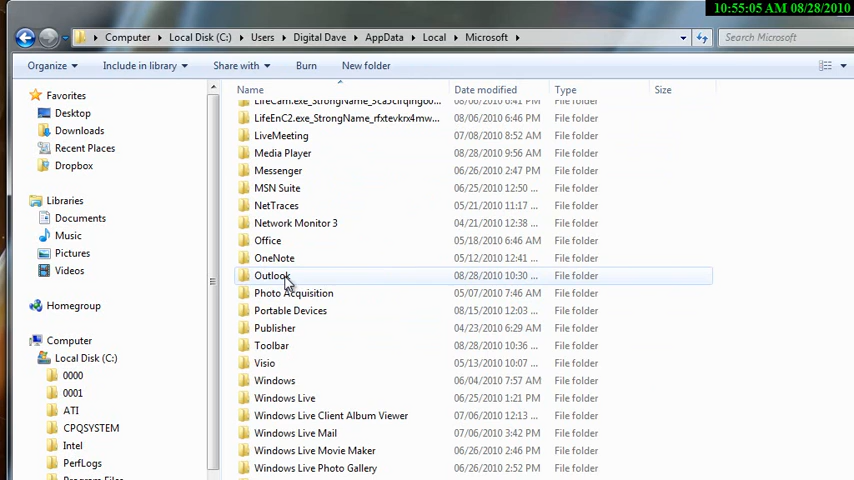 10:55:05 AM 08/28/2010
Computer Local Disk (C:) Users Digital Dave AppData Local Microsoft
Search Microsoft
Organize Include in library Share with Burn New folder
Name Date modified Type Size
Favorites
Desktop
Downloads
Recent Places
Dropbox
Libraries
Documents
Music
Pictures
Videos
Homegroup
Computer
Local Disk (C:)
0000
0001
ATI
CPQSYSTEM
Intel
PerfLogs
Program Files
08/06/2010 6:41 PM File folder
LifeEnC2.exe_StrongName_rfxtevkrx4mw... 08/06/2010 6:46 PM File folder
LiveMeeting 07/08/2010 8:52 AM File folder
Media Player 08/28/2010 9:56 AM File folder
Messenger 06/26/2010 2:47 PM File folder
MSN Suite 06/25/2010 12:50 ... File folder
NetTraces 05/21/2010 11:17 ... File folder
Network Monitor 3 04/21/2010 12:38 ... File folder
Office 05/18/2010 6:46 AM File folder
OneNote 05/12/2010 12:41 ... File folder
Outlook 08/28/2010 10:30 ... File folder
Photo Acquisition 05/07/2010 7:46 AM File folder
Portable Devices 08/15/2010 12:03 ... File folder
Publisher 04/23/2010 6:29 AM File folder
Toolbar 08/28/2010 10:36 ... File folder
Visio 05/13/2010 10:07 ... File folder
Windows 06/04/2010 7:57 AM File folder
Windows Live 06/25/2010 1:21 PM File folder
Windows Live Client Album Viewer 07/06/2010 12:13 ... File folder
Windows Live Mail 07/06/2010 3:42 PM File folder
Windows Live Movie Maker 06/26/2010 2:46 PM File folder
Windows Live Photo Gallery 06/26/2010 2:52 PM File folder